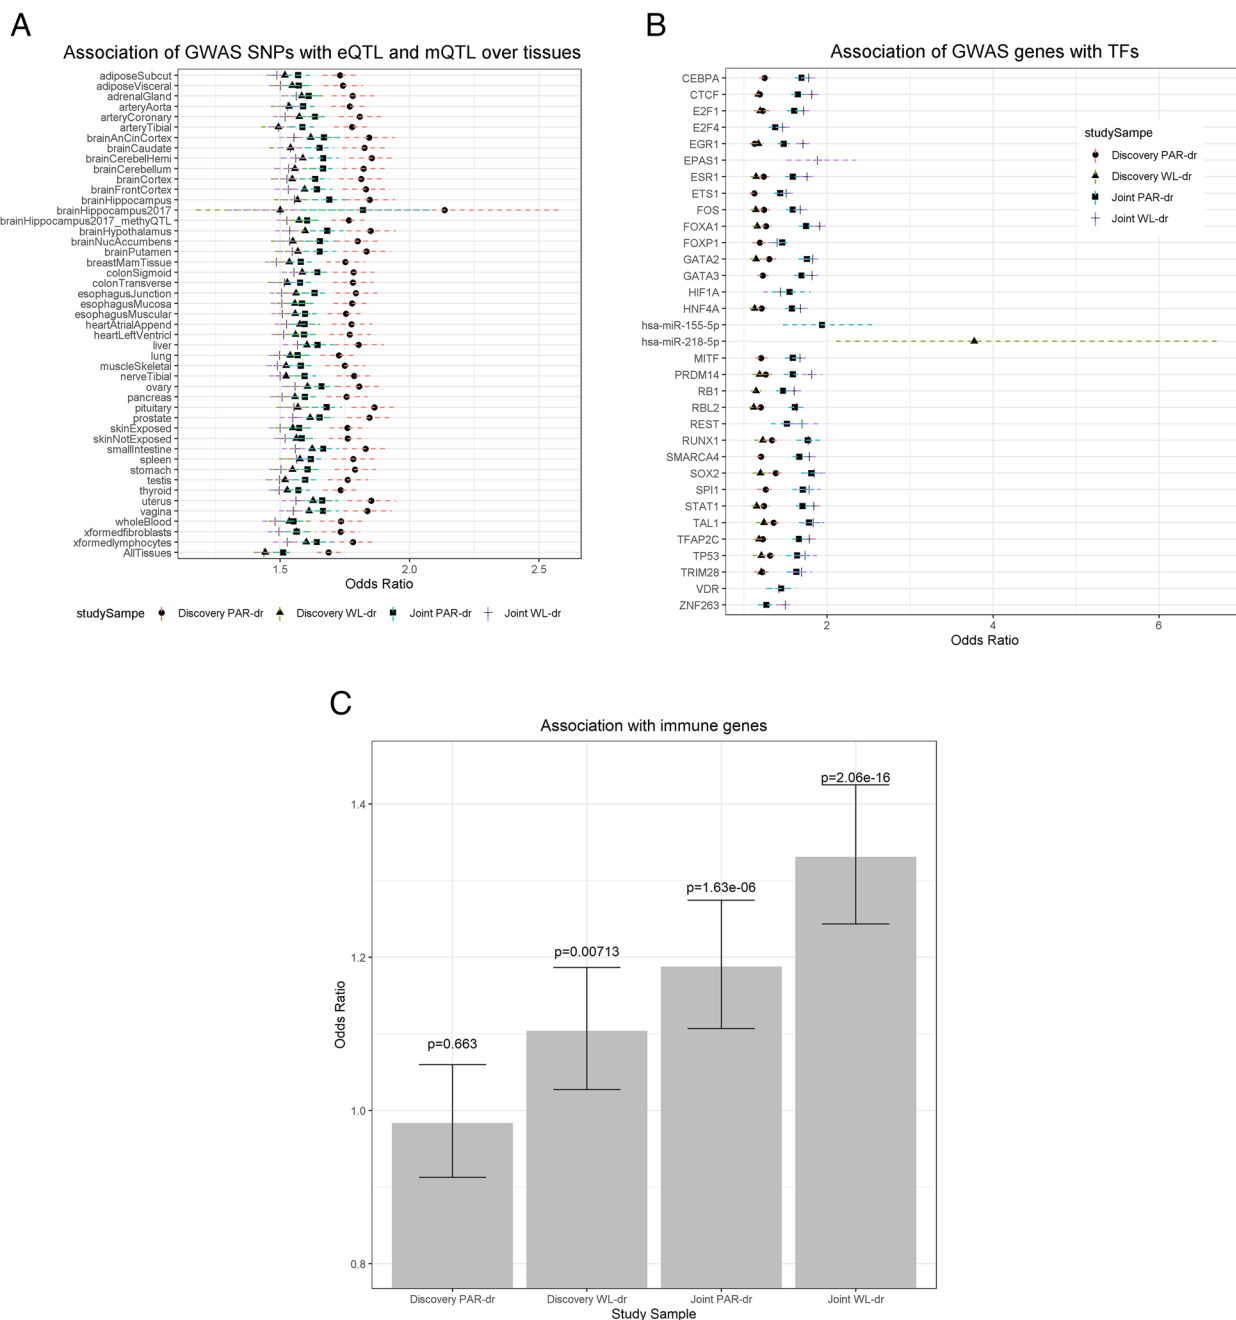 A
Association of GWAS SNPs with eQTL and mQTL over tissues
adiposeSubcut
adiposeVisceral
adrenalGland
arteryAorta
arteryCoronary
arteryTibial
brainAnCinCortex
brainCaudate
brainCerebelHemi
brainCerebellum
brainCortex
brainFrontCortex
brainHippocampus
brainHippocampus2017
brainHippocampus2017_methyQTL
brainHypothalamus
brainNucAccumbens
brainPutamen
breastMamTissue
colonSigmoid
colonTransverse
esophagusJunction
esophagusMucosa
esophagusMuscular
heartAtrialAppend
heartLeftVentricl
liver
lung
muscleSkeletal
nerveTibial
ovary
pancreas
pituitary
prostate
skinExposed
skinNotExposed
smallIntestine
spleen
stomach
testis
thyroid
uterus
vagina
wholeBlood
xformedfibroblasts
xformedlymphocytes
AllTissues
1.5 2.0 2.5
Odds Ratio
studySampe Discovery PAR-dr Discovery WL-dr Joint PAR-dr Joint WL-dr
B
Association of GWAS genes with TFs
CEBPA
CTCF
E2F1
E2F4
EGR1
EPAS1
ESR1
ETS1
FOS
FOXA1
FOXP1
GATA2
GATA3
HIF1A
HNF4A
hsa-miR-155-5p
hsa-miR-218-5p
MITF
PRDM14
RB1
RBL2
REST
RUNX1
SMARCA4
SOX2
SPI1
STAT1
TAL1
TFAP2C
TP53
TRIM28
VDR
ZNF263
2 4 6
Odds Ratio
studySampe
Discovery PAR-dr
Discovery WL-dr
Joint PAR-dr
Joint WL-dr
C
Association with immune genes
Odds Ratio
1.4
1.2
1.0
0.8
p=0.663
p=0.00713
p=1.63e-06
p=2.06e-16
Discovery PAR-dr Discovery WL-dr Joint PAR-dr Joint WL-dr
Study Sample